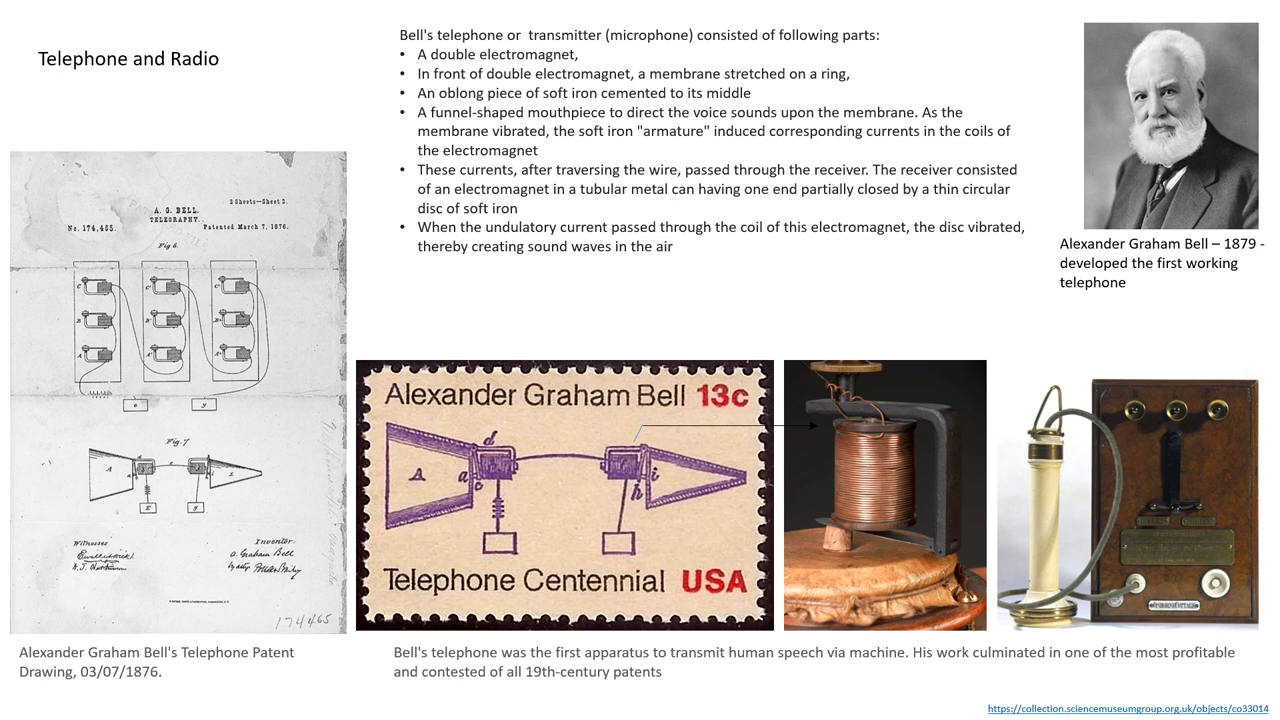 Telephone and Radio
Bell's telephone or transmitter (microphone) consisted of following parts:
• A double electromagnet,
• In front of double electromagnet, a membrane stretched on a ring,
• An oblong piece of soft iron cemented to its middle
• A funnel-shaped mouthpiece to direct the voice sounds upon the membrane. As the
membrane vibrated, the soft iron "armature" induced corresponding currents in the coils of
the electromagnet
• These currents, after traversing the wire, passed through the receiver. The receiver consisted
of an electromagnet in a tubular metal can having one end partially closed by a thin circular
disc of soft iron
• When the undulatory current passed through the coil of this electromagnet, the disc vibrated,
thereby creating sound waves in the air
Alexander Graham Bell – 1879 -
developed the first working
telephone
2 Sheets—Sheet 2.
A. G. BELL.
TELEGRAPHY.
No. 174,465.
Patented March 7, 1876.
Fig 6.
Fig. 7
Witnesses
Inventor:
A. Graham Bell
174465
Alexander Graham Bell 13c
A
d
a
c
h
i
Telephone Centennial USA
Alexander Graham Bell's Telephone Patent
Drawing, 03/07/1876.
Bell's telephone was the first apparatus to transmit human speech via machine. His work culminated in one of the most profitable
and contested of all 19th-century patents
https://collection.sciencemuseumgroup.org.uk/objects/co33014